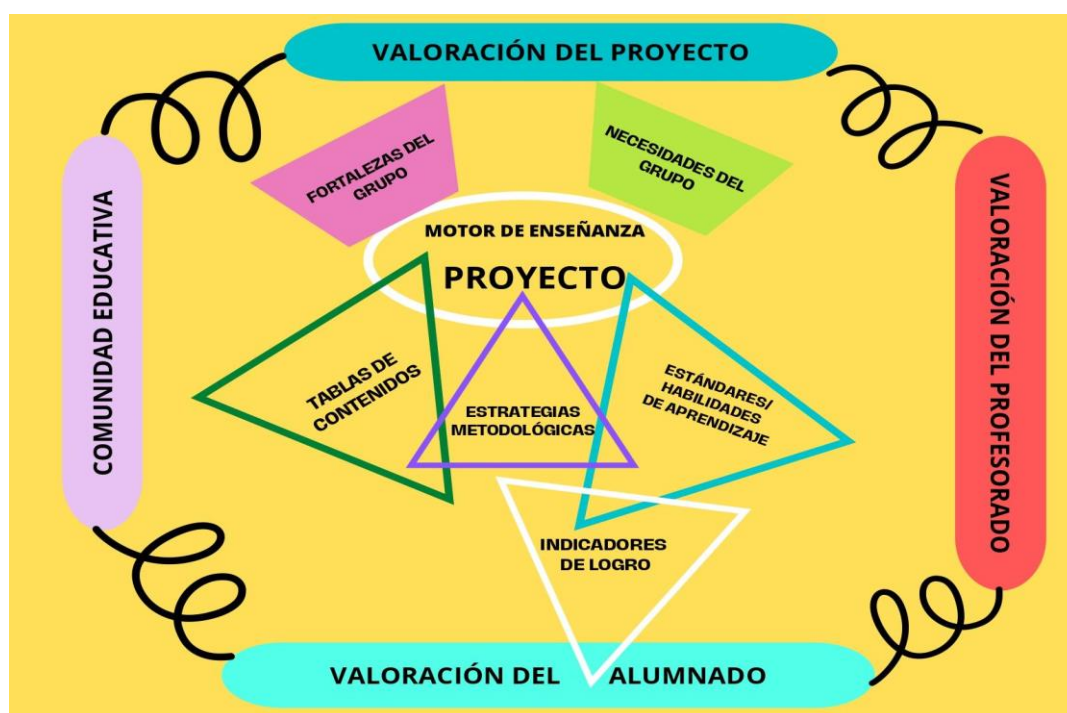 VALORACIÓN DEL PROYECTO
FORTALEZAS DEL
GRUPO
NECESIDADES DEL
GRUPO
MOTOR DE ENSEÑANZA
PROYECTO
COMUNIDAD EDUCATIVA
VALORACIÓN DEL PROFESORADO
TABLAS DE
CONTENIDOS
ESTRATEGIAS
METODOLÓGICAS
ESTÁNDARES/
HABILIDADES
DE APRENDIZAJE
INDICADORES
DE LOGRO
VALORACIÓN DEL ALUMNADO